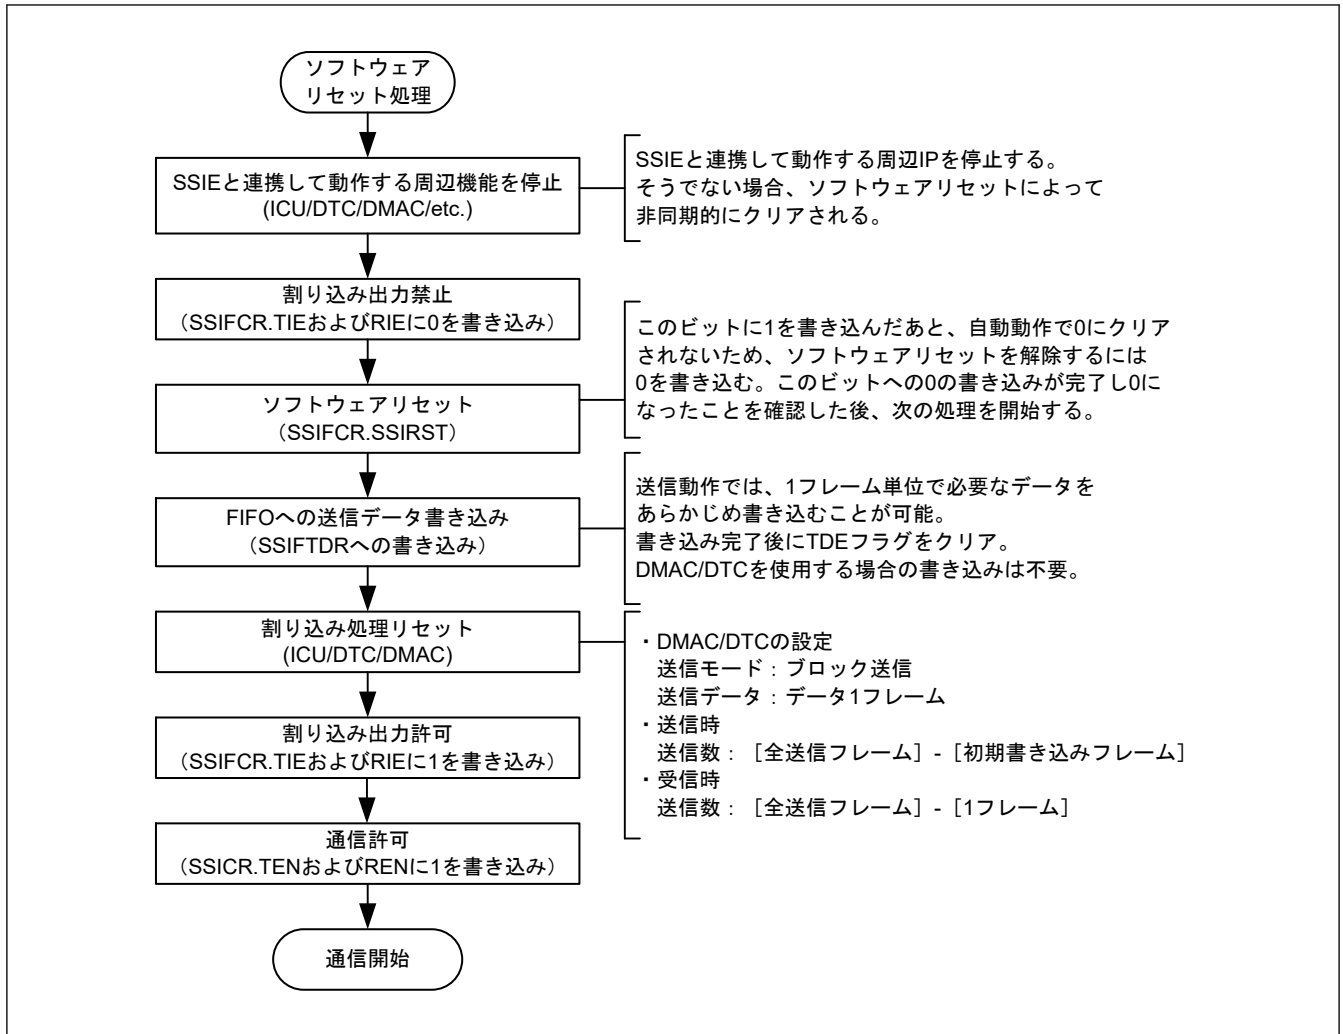 ソフトウェア
リセット処理
SSIEと連携して動作する周辺機能を停止
(ICU/DTC/DMAC/etc.)
SSIEと連携して動作する周辺IPを停止する。
そうでない場合、ソフトウェアリセットによって
非同期的にクリアされる。
割り込み出力禁止
（SSIFCR.TIEおよびRIEに0を書き込み）
ソフトウェアリセット
（SSIFCR.SSIRST）
このビットに1を書き込んだあと、自動動作で0にクリア
されないため、ソフトウェアリセットを解除するには
0を書き込む。このビットへの0の書き込みが完了し0に
なったことを確認した後、次の処理を開始する。
FIFOへの送信データ書き込み
（SSIFTDRへの書き込み）
送信動作では、1フレーム単位で必要なデータを
あらかじめ書き込むことが可能。
書き込み完了後にTDEフラグをクリア。
DMAC/DTCを使用する場合の書き込みは不要。
割り込み処理リセット
(ICU/DTC/DMAC)
・DMAC/DTCの設定
送信モード：ブロック送信
送信データ：データ1フレーム
・送信時
送信数：［全送信フレーム］-［初期書き込みフレーム］
・受信時
送信数：［全送信フレーム］-［1フレーム］
割り込み出力許可
（SSIFCR.TIEおよびRIEに1を書き込み）
通信許可
（SSICR.TENおよびRENに1を書き込み）
通信開始